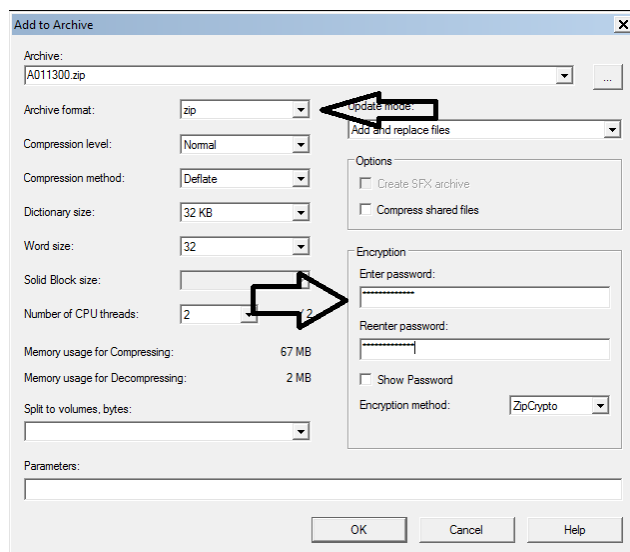 Add to Archive
Archive:
A011300.zip
...
Archive format:
zip
Update mode:
Add and replace files
Compression level:
Normal
Compression method:
Deflate
Dictionary size:
32 KB
Word size:
32
Solid Block size:
Number of CPU threads:
2
/ 2
Memory usage for Compressing:
67 MB
Memory usage for Decompressing:
2 MB
Split to volumes, bytes:
Options
Create SFX archive
Compress shared files
Encryption
Enter password:
*************
Reenter password:
*************
Show Password
Encryption method:
ZipCrypto
Parameters:
OK
Cancel
Help